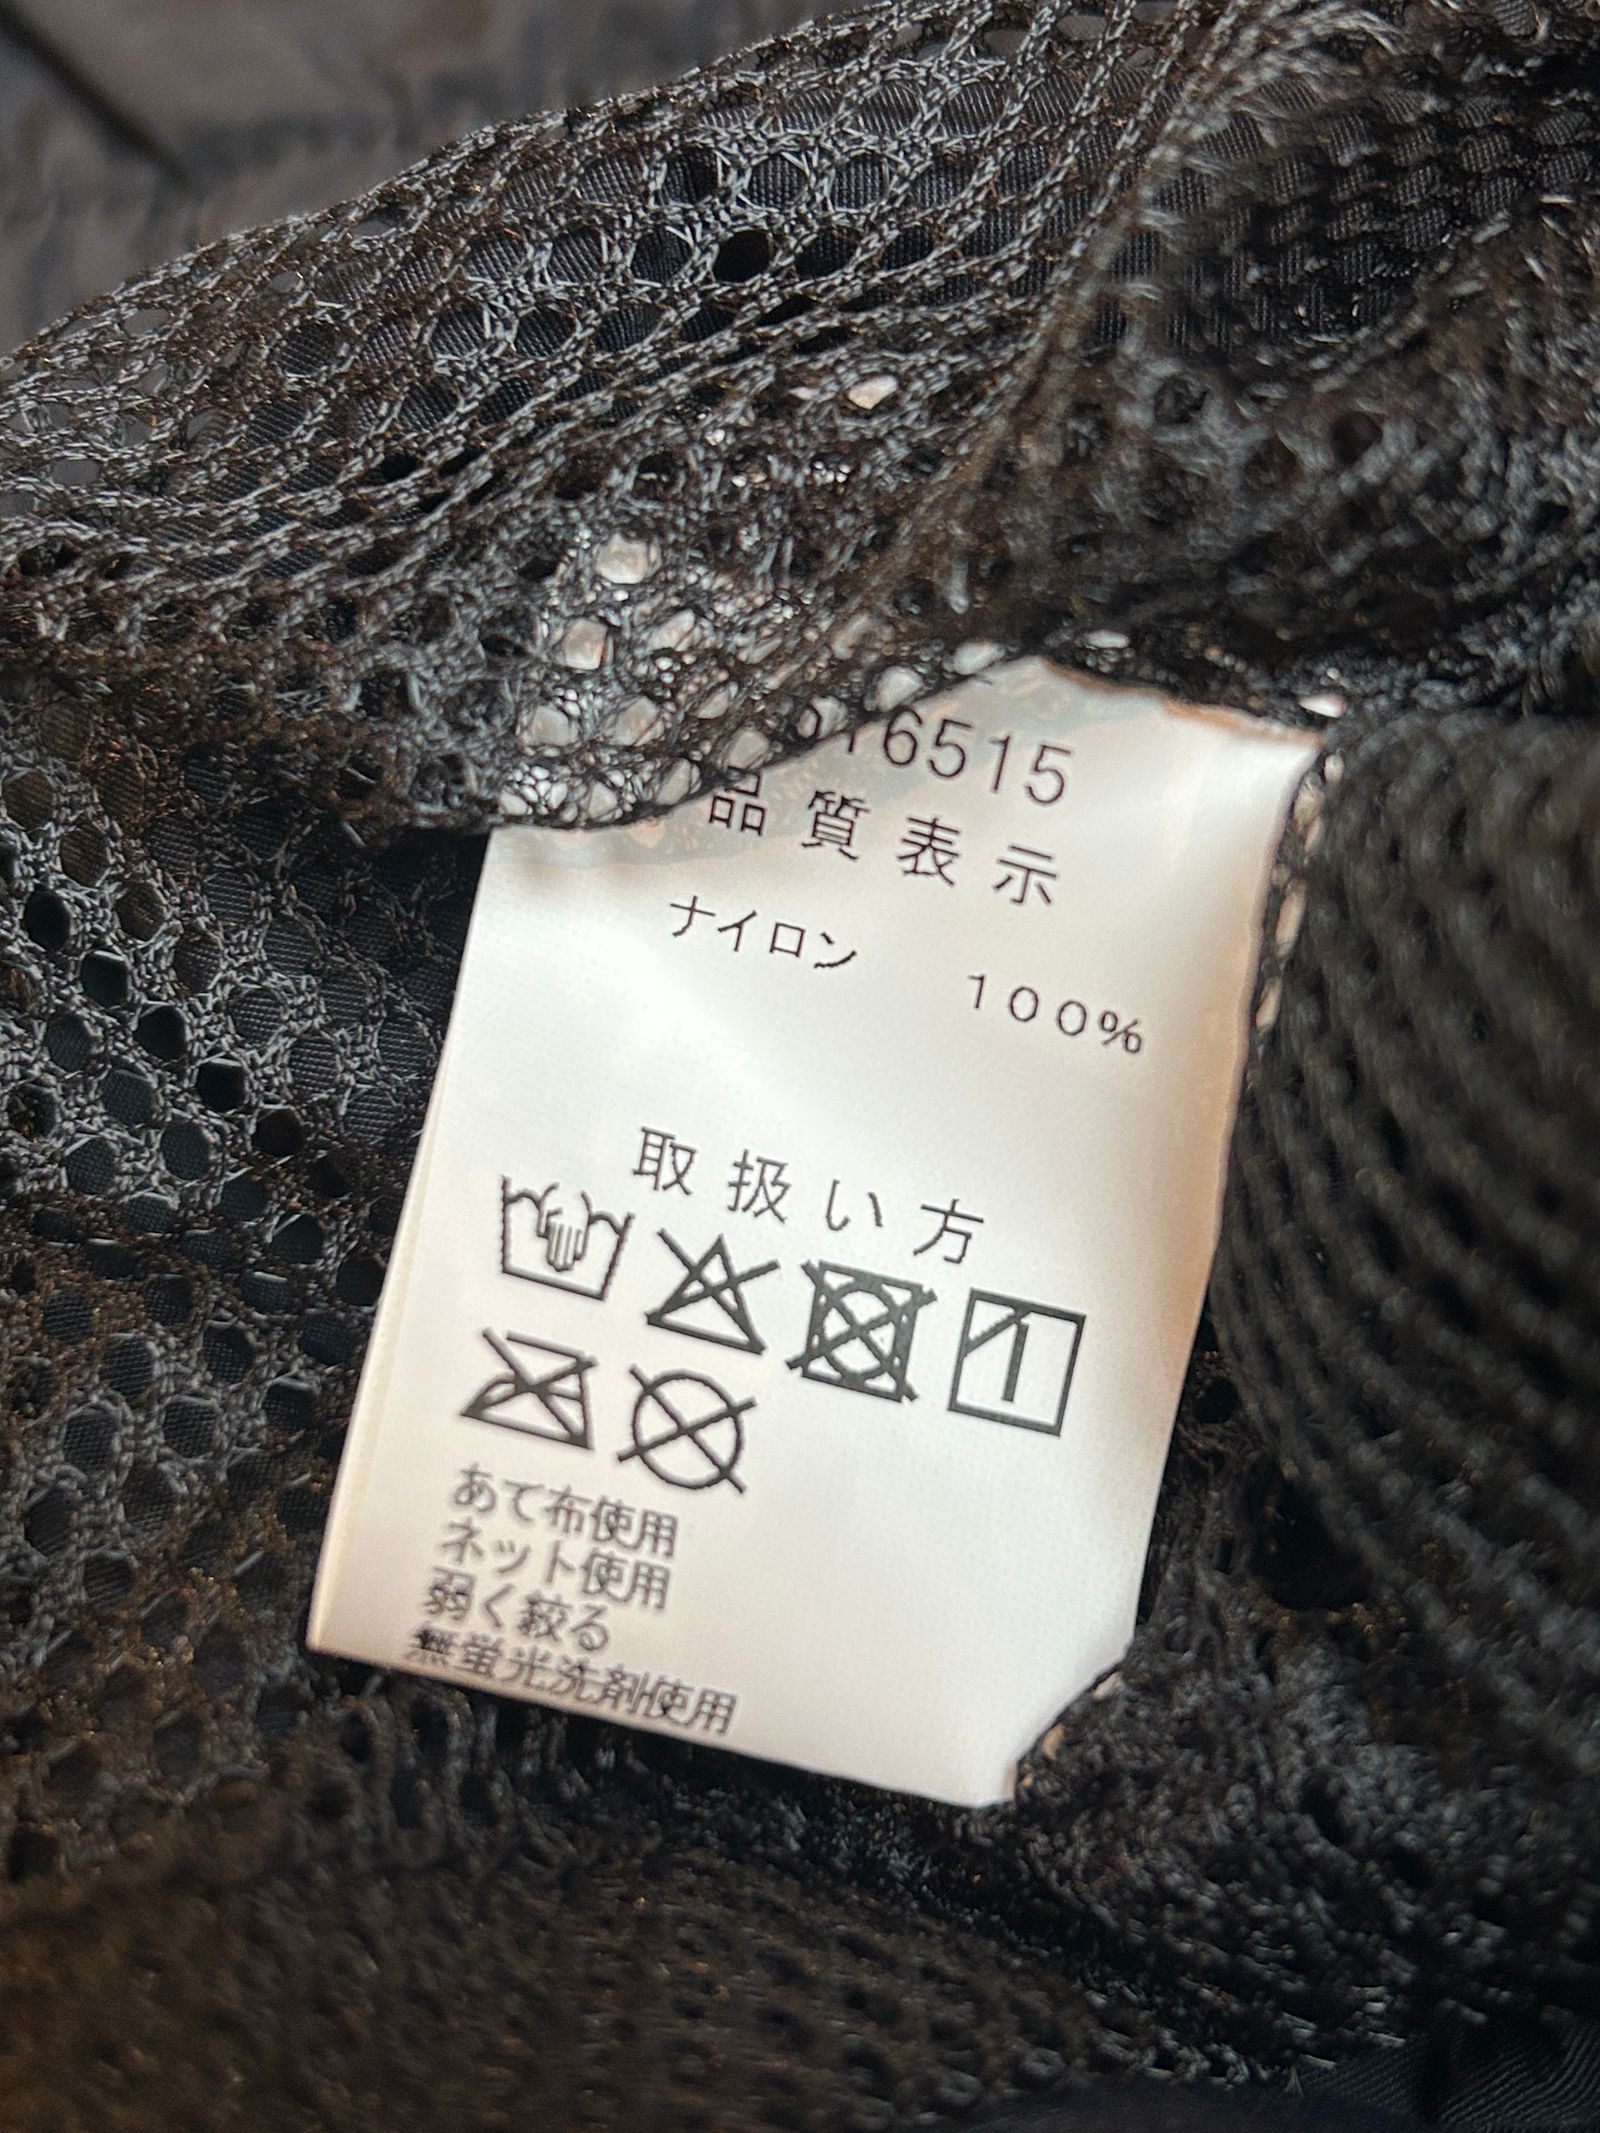 16515
品質表示
ナイロン 100%
取扱い方
あて布使用
ネット使用
弱く絞る
無蛍光洗剤使用